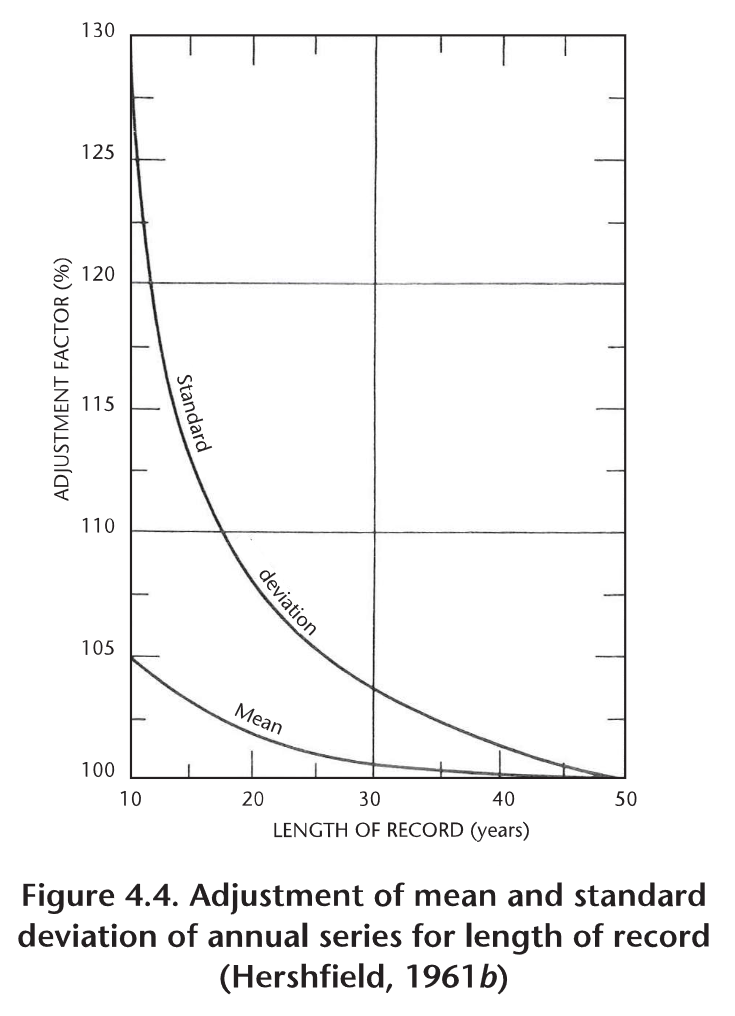 130
125
120
115
110
105
100
ADJUSTMENT FACTOR (%)
Standard
deviation
Mean
10 20 30 40 50
LENGTH OF RECORD (years)
Figure 4.4. Adjustment of mean and standard
deviation of annual series for length of record
(Hershfield, 1961b)